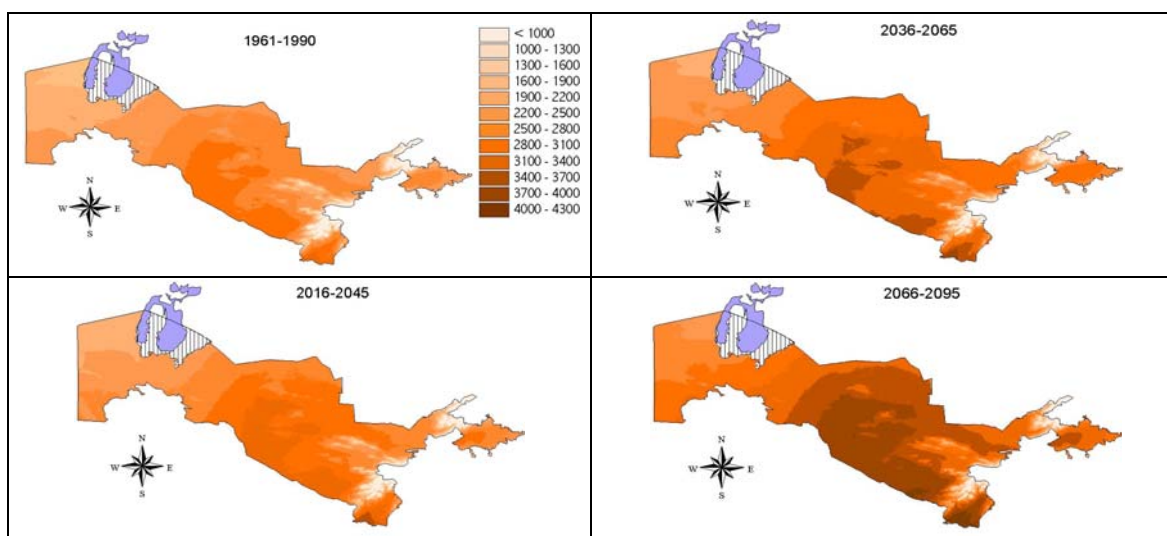 1961-1990
< 1000
1000 - 1300
1300 - 1600
1600 - 1900
1900 - 2200
2200 - 2500
2500 - 2800
2800 - 3100
3100 - 3400
3400 - 3700
3700 - 4000
4000 - 4300
N
W E
S
2036-2065
N
W E
S
2016-2045
N
W E
S
2066-2095
N
W E
S